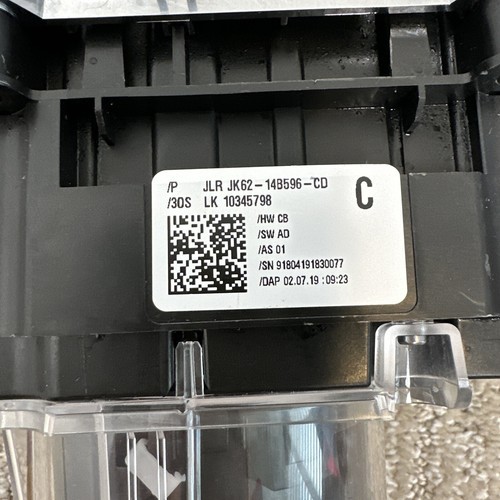 /P JLR JK62-14B596-CD C
/3OS LK 10345798
/HW CB
/SW AD
/AS 01
/SN 91804191830077
/DAP 02.07.19 :09:23